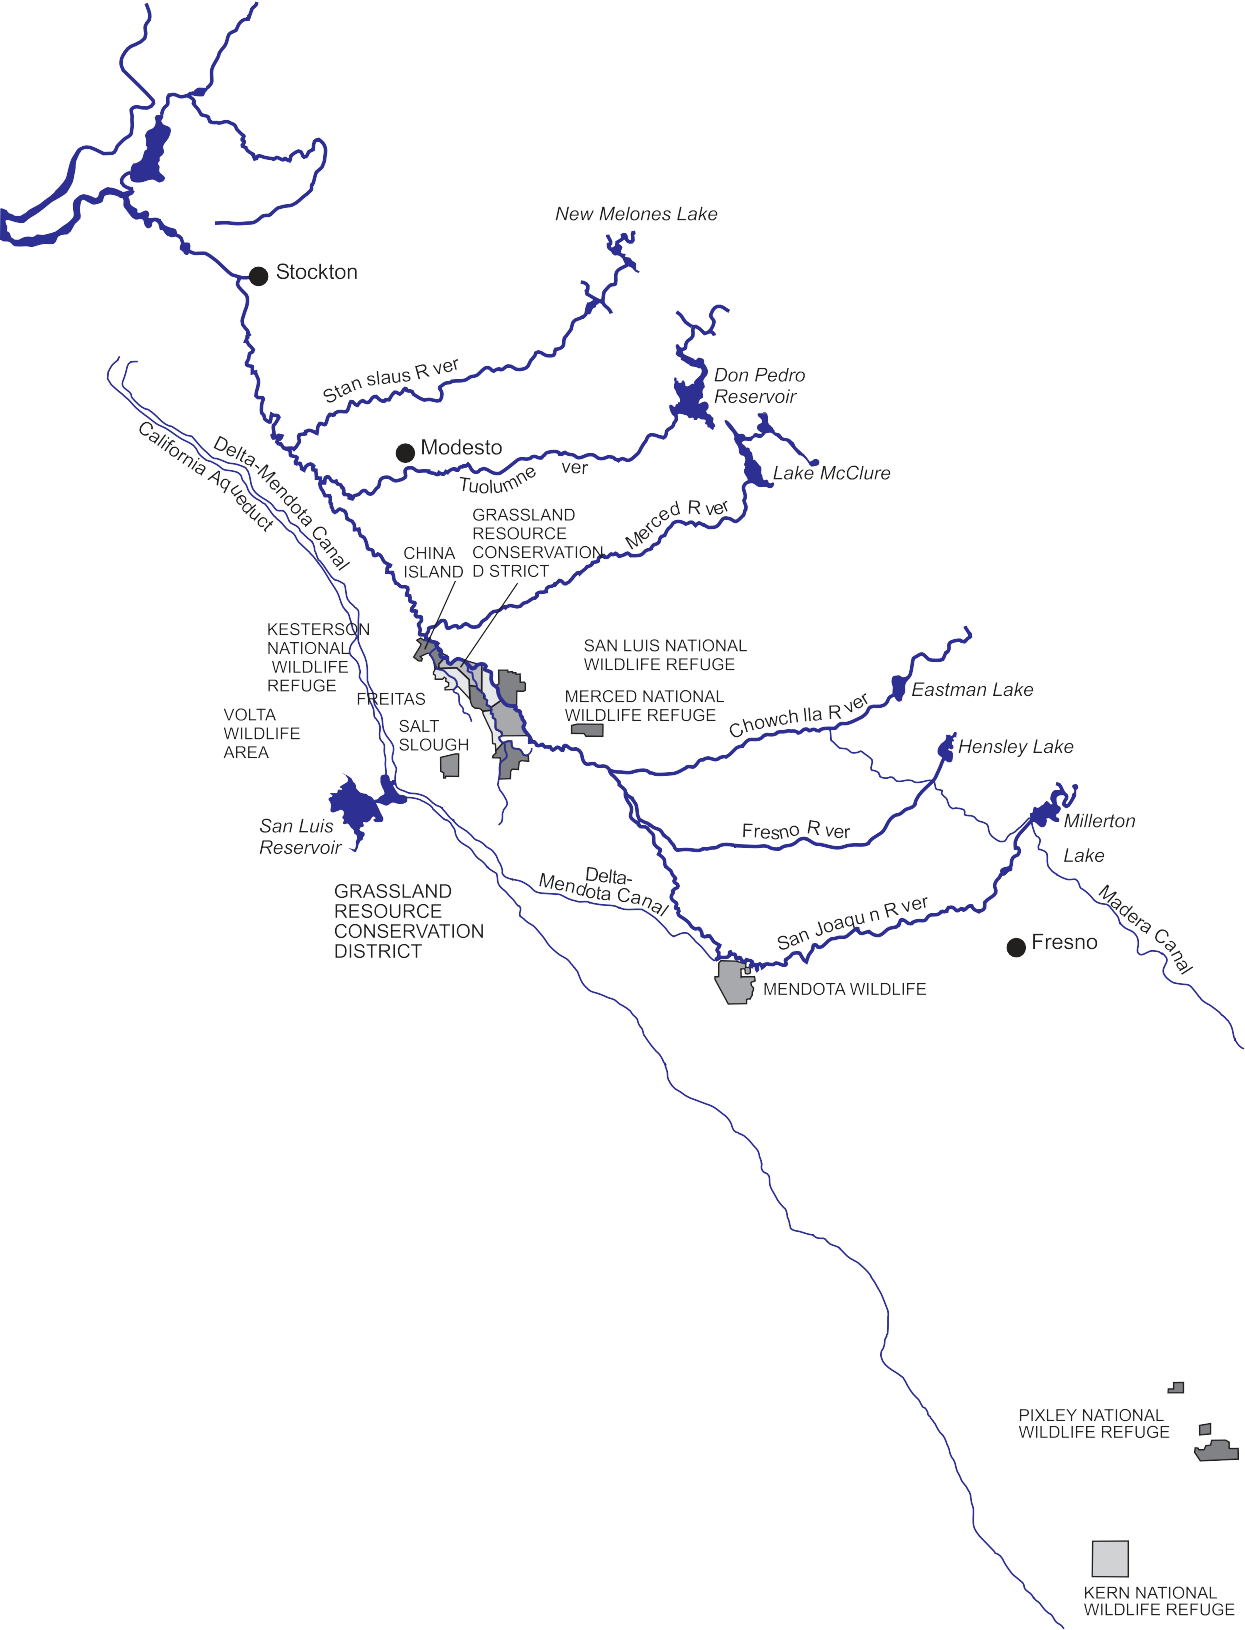 New Melones Lake
Stockton
Stan slaus R ver
Don Pedro
Reservoir
Modesto
Tuolumne ver
Lake McClure
California Aqueduct
Delta-Mendota Canal
Merced R ver
GRASSLAND
RESOURCE
CONSERVATION
D STRICT
CHINA
ISLAND
KESTERSON
NATIONAL
WILDLIFE
REFUGE
SAN LUIS NATIONAL
WILDLIFE REFUGE
FREITAS
MERCED NATIONAL
WILDLIFE REFUGE
Eastman Lake
Chowch lla R ver
VOLTA
WILDLIFE
AREA
SALT
SLOUGH
Hensley Lake
San Luis
Reservoir
Fresno R ver
Millerton
Lake
GRASSLAND
RESOURCE
CONSERVATION
DISTRICT
Delta-
Mendota Canal
San Joaqu n R ver
Madera Canal
Fresno
MENDOTA WILDLIFE
PIXLEY NATIONAL
WILDLIFE REFUGE
KERN NATIONAL
WILDLIFE REFUGE